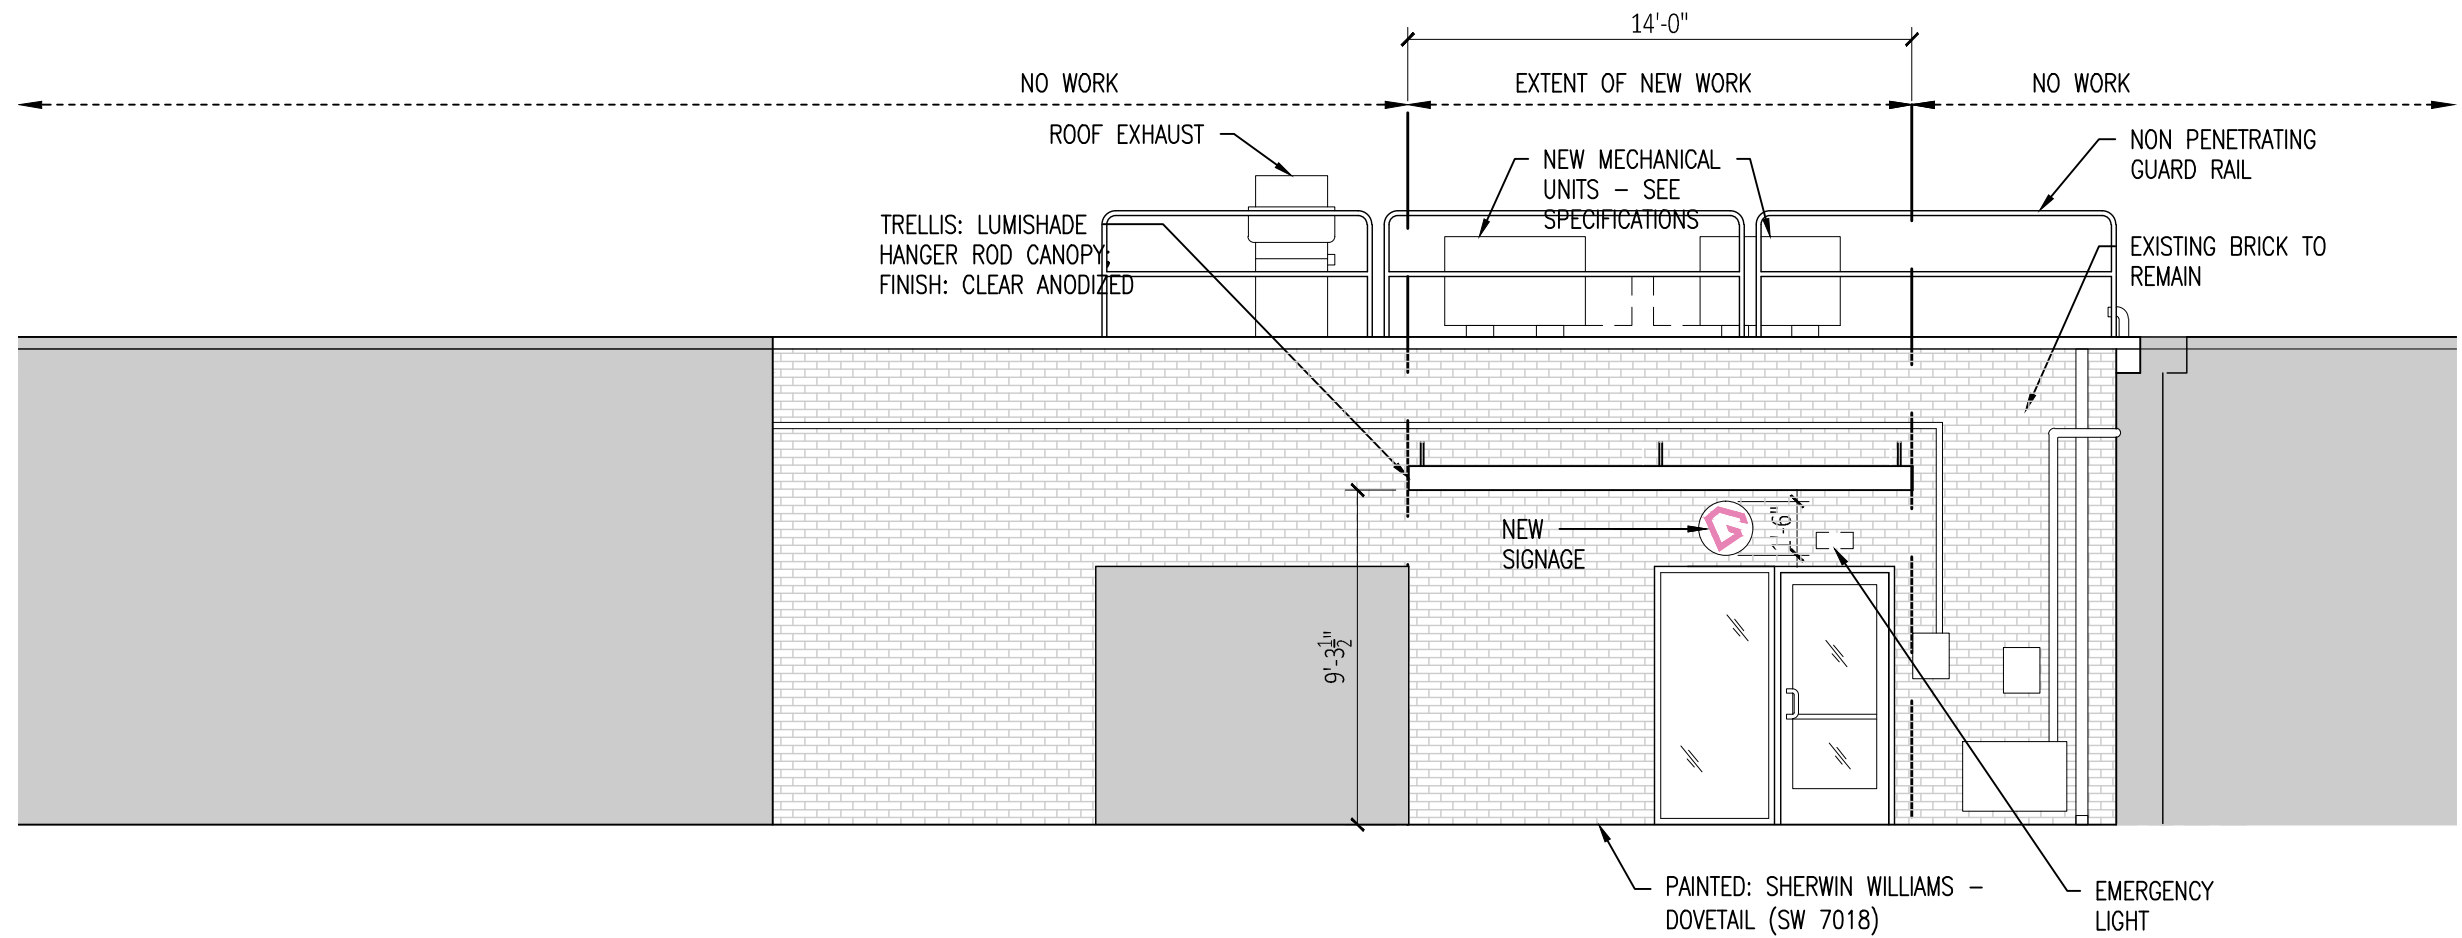 14'-0"
NO WORK
EXTENT OF NEW WORK
NO WORK
ROOF EXHAUST
NEW MECHANICAL
UNITS – SEE
SPECIFICATIONS
NON PENETRATING
GUARD RAIL
TRELLIS: LUMISHADE
HANGER ROD CANOPY;
FINISH: CLEAR ANODIZED
EXISTING BRICK TO
REMAIN
NEW
SIGNAGE
1'-6"
9'-3½"
PAINTED: SHERWIN WILLIAMS –
DOVETAIL (SW 7018)
EMERGENCY
LIGHT